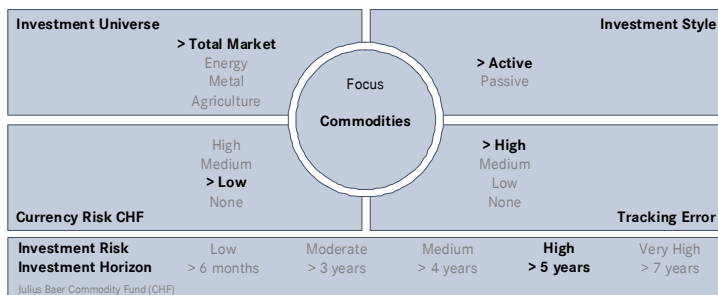 Investment Universe
> Total Market
Energy
Metal
Agriculture
Investment Style
> Active
Passive
Focus
Commodities
High
Medium
> Low
None
Currency Risk CHF
> High
Medium
Low
None
Tracking Error
Investment Risk Low Moderate Medium High Very High
Investment Horizon > 6 months > 3 years > 4 years > 5 years > 7 years
Julius Baer Commodity Fund (CHF)